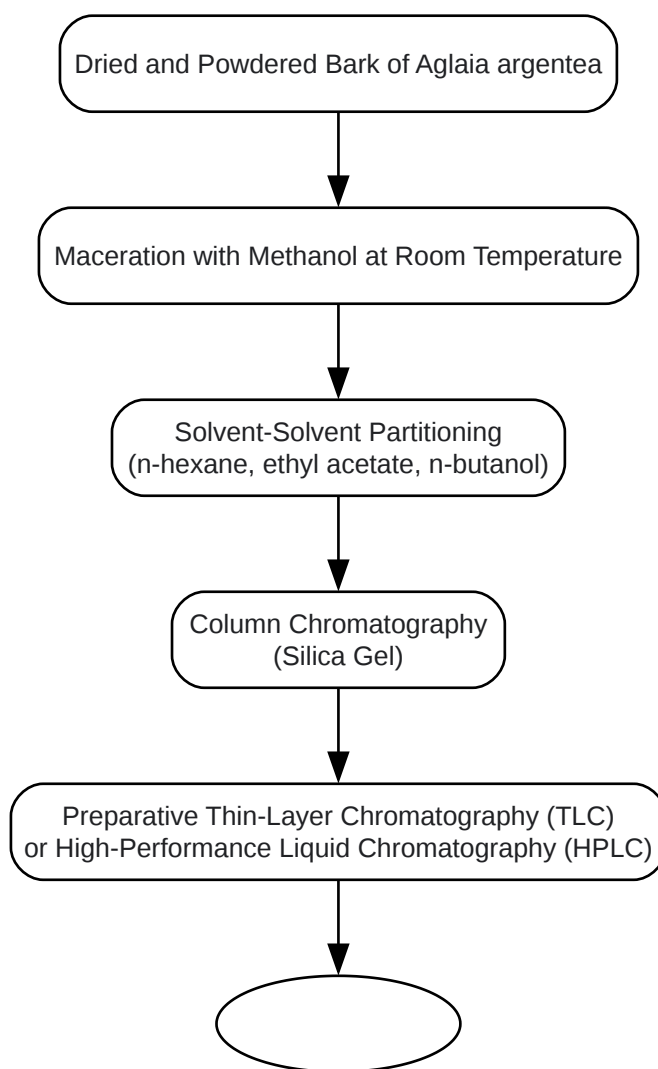 Dried and Powdered Bark of Aglaia argentea
Maceration with Methanol at Room Temperature
Solvent-Solvent Partitioning
(n-hexane, ethyl acetate, n-butanol)
Column Chromatography
(Silica Gel)
Preparative Thin-Layer Chromatography (TLC)
or High-Performance Liquid Chromatography (HPLC)